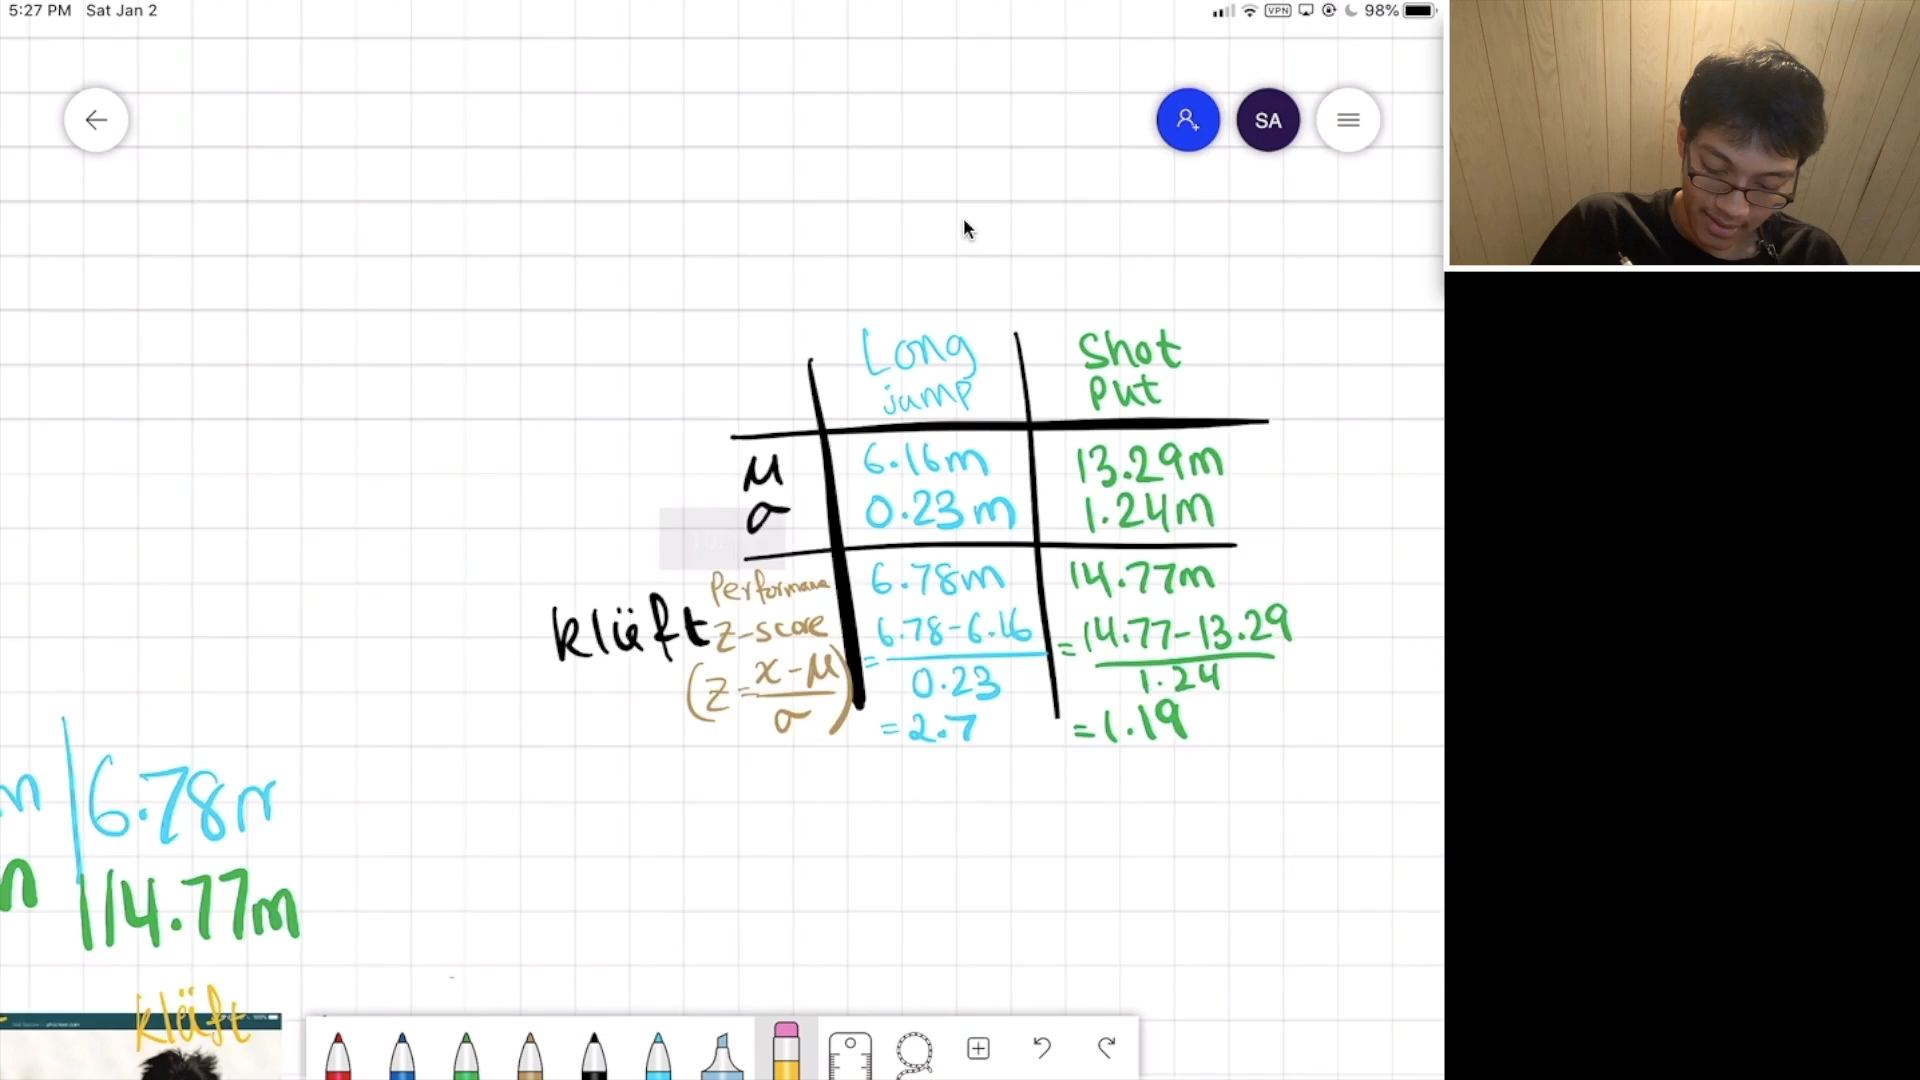 5:27 PM Sat Jan 2
VPN 98%
SA
Long
jump
Shot
Put
μ
6.16m
13.29m
σ
0.23m
1.24m
Performane
6.78m
14.77m
klüft
z-score
6.78-6.16
=14.77-13.29
(z=x-μ
=
0.23
1.24
σ)
=2.7
=1.19
m 6.78m
m 14.77m
klüft